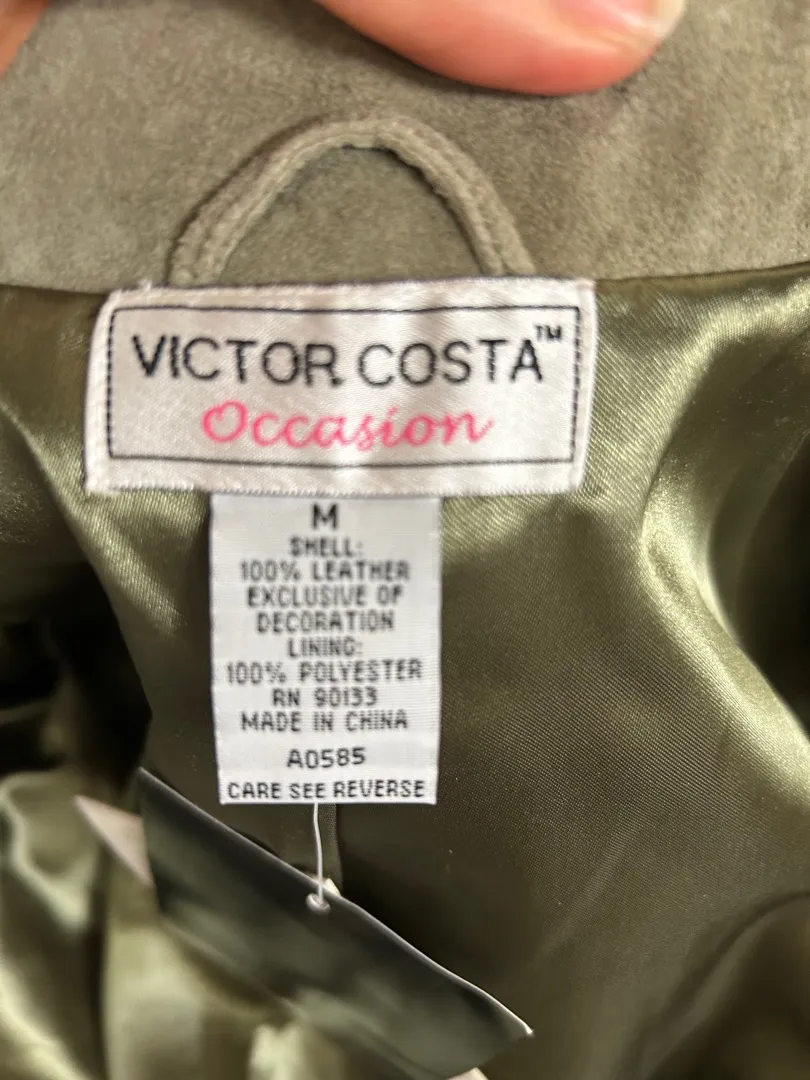 VICTOR COSTA™
Occasion
M
SHELL:
100% LEATHER
EXCLUSIVE OF
DECORATION
LINING:
100% POLYESTER
RN 90133
MADE IN CHINA
A0585
CARE SEE REVERSE